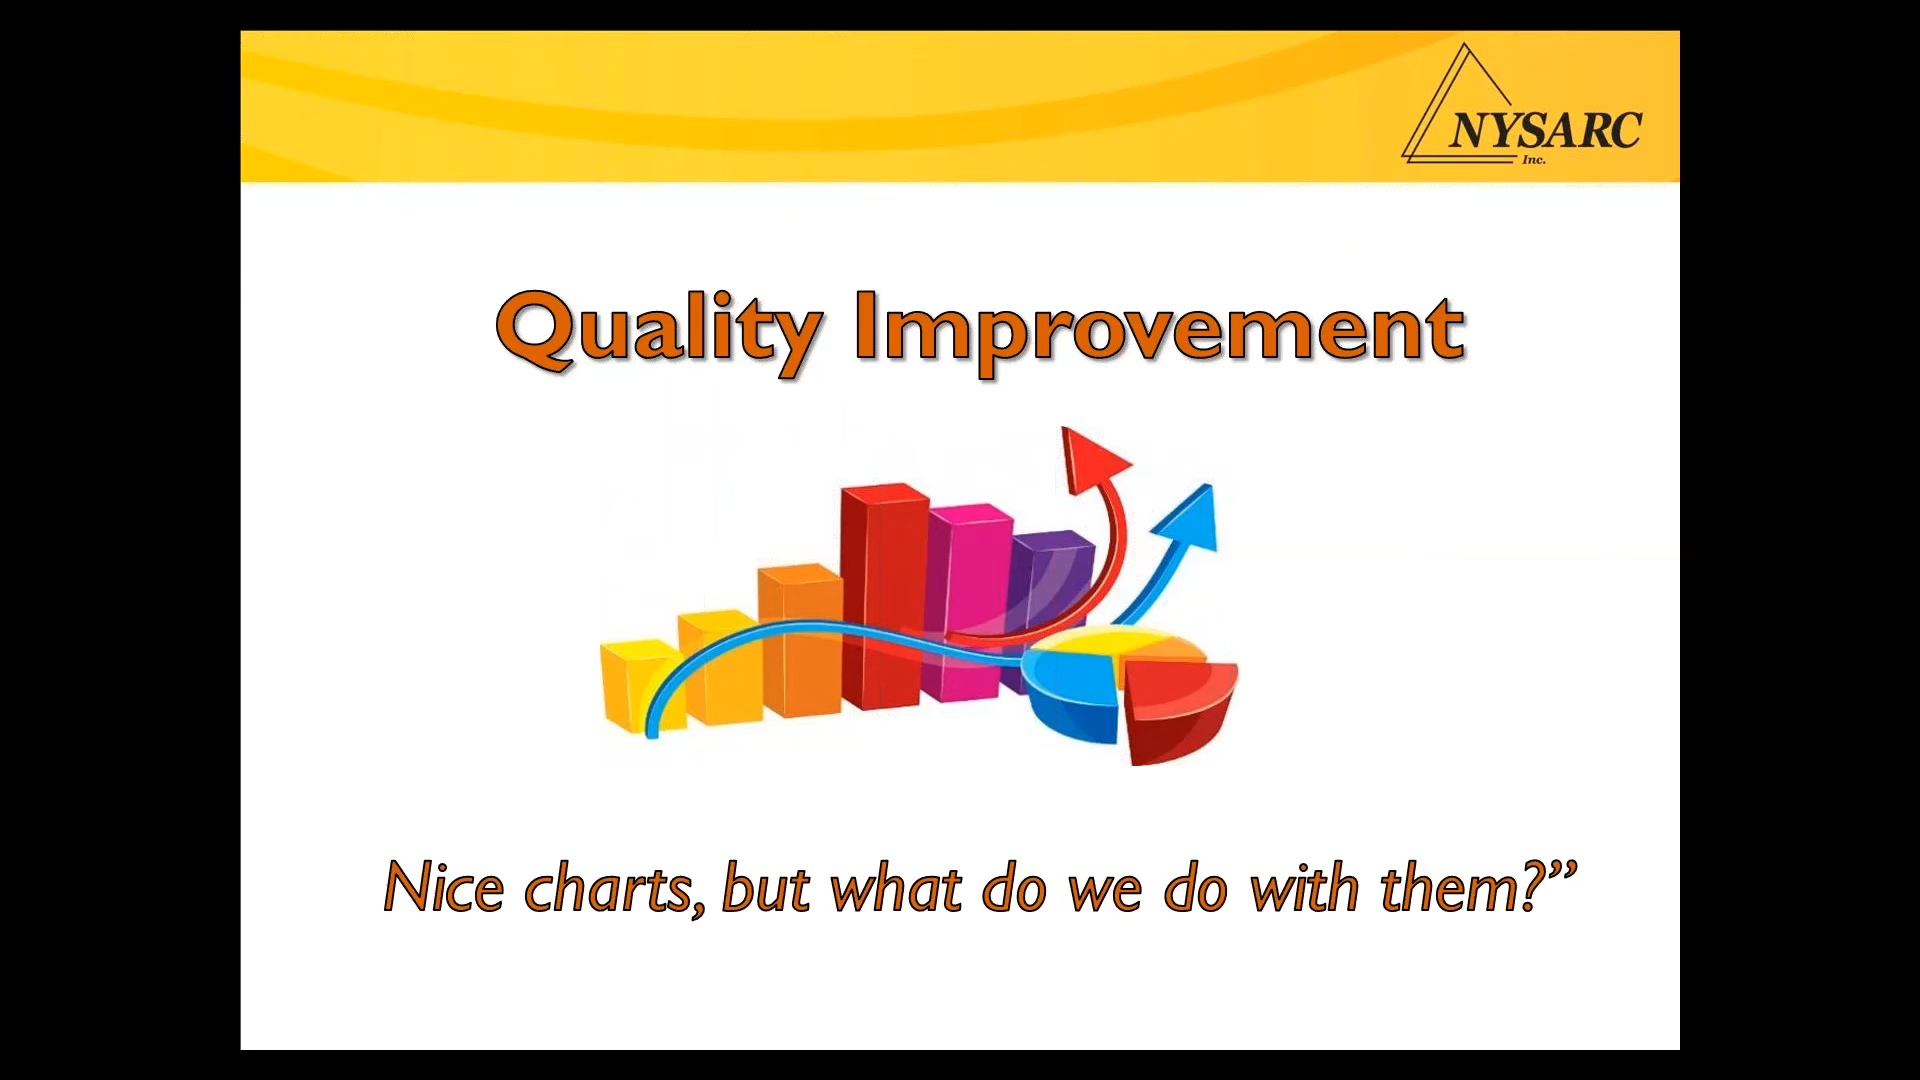 NYSARC
Inc.
Quality Improvement
Nice charts, but what do we do with them?”